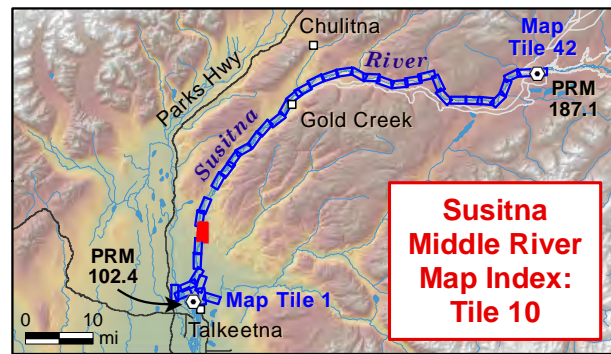 Chulitna
Map
Tile 42
River
Parks Hwy
PRM
187.1
Gold Creek
Susitna
Susitna
Middle River
Map Index:
Tile 10
PRM
102.4
Map Tile 1
0 10
mi
Talkeetna